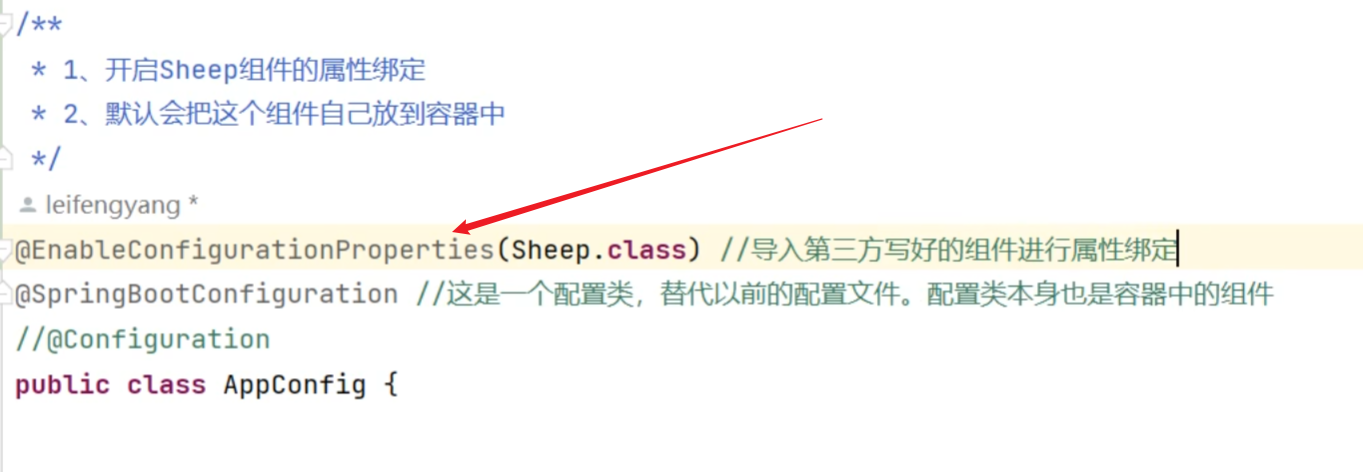 /**
* 1、开启Sheep组件的属性绑定
* 2、默认会把这个组件自己放到容器中
*/
leifengyang *
@EnableConfigurationProperties(Sheep.class) //导入第三方写好的组件进行属性绑定
@SpringBootConfiguration //这是一个配置类，替代以前的配置文件。配置类本身也是容器中的组件
//@Configuration
public class AppConfig {